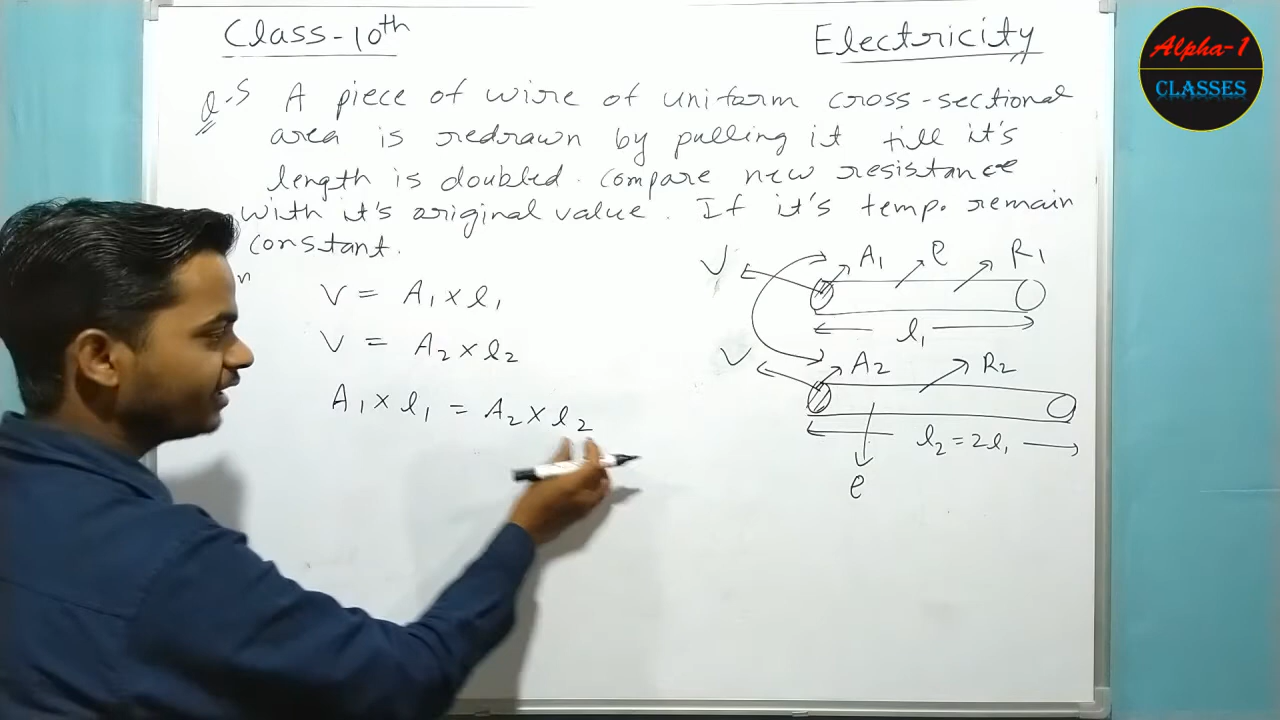 Class-10th
Electricity
Alpha-1
CLASSES
Q.5 A piece of wire of uniform cross-sectional
area is redrawn by pulling it till it's
length is doubled. compare new resistance
with it's original value. If it's temp. remain
constant.
n
V = A1 x l1
V = A2 x l2
A1 x l1 = A2 x l2
V A1 ρ R1
l1
V A2 R2
l2 = 2l1
ρ